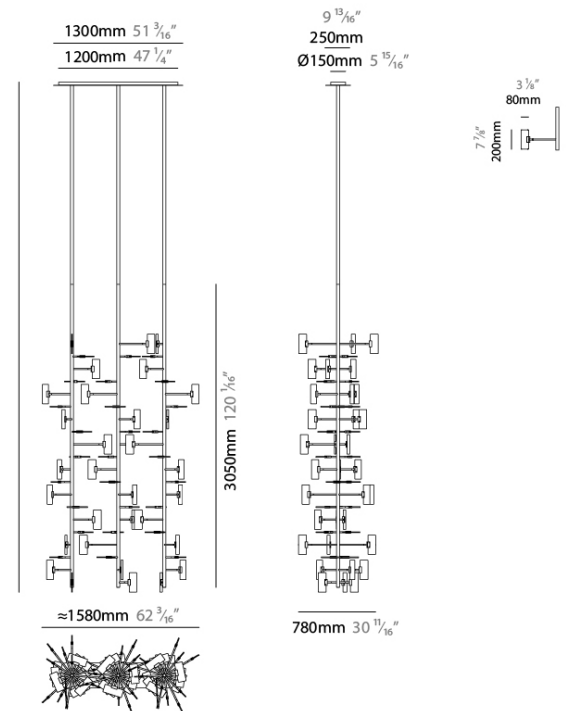 1300mm 51 3/16"
1200mm 47 1/4"
9 13/16"
250mm
Ø150mm 5 15/16"
3 1/8"
80mm
7 7/8"
200mm
3050mm 120 1/16"
≈1580mm 62 3/16"
780mm 30 11/16"